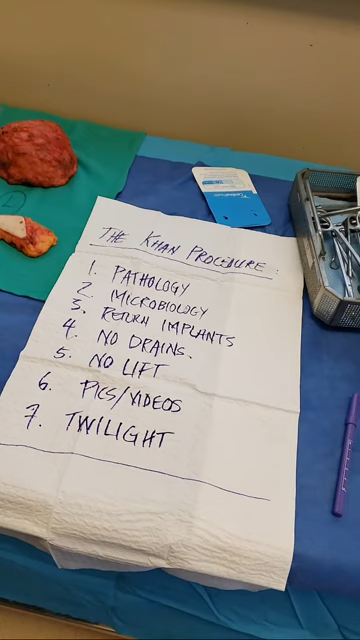 THE KHAN PROCEDURE:
1. PATHOLOGY
2. MICROBIOLOGY
3. RETURN IMPLANTS
4. NO DRAINS.
5. NO LIFT
6. PICS/VIDEOS
7. TWILIGHT